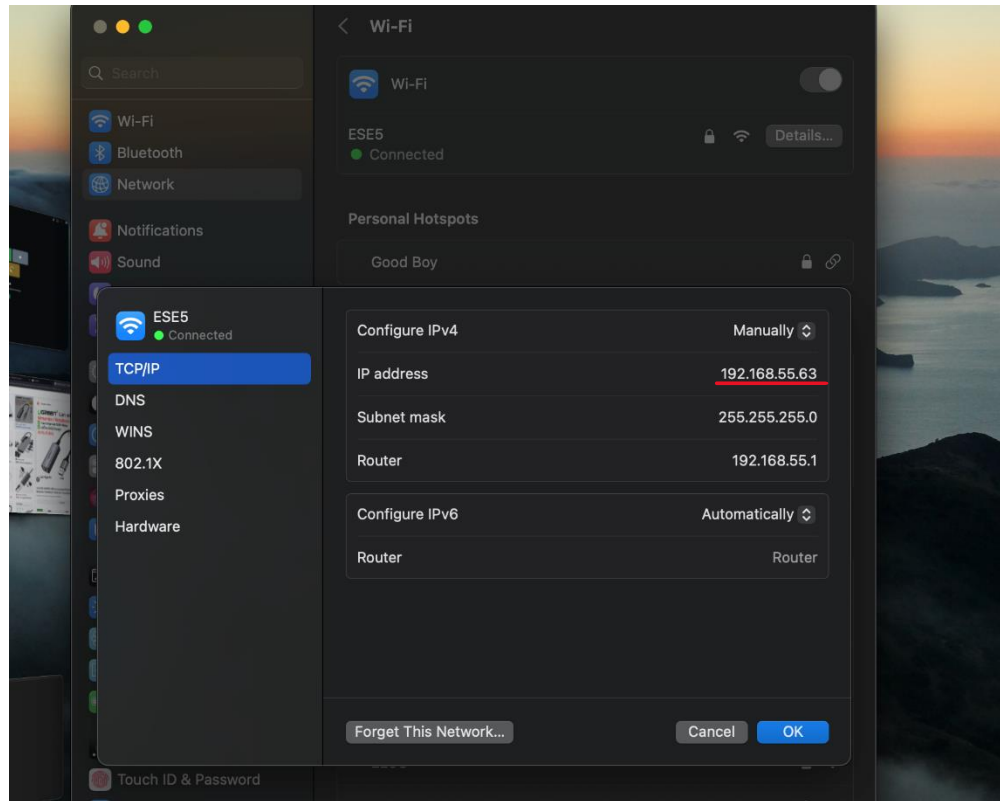 Wi-Fi
Search
Wi-Fi
Bluetooth
Network
Notifications
Sound
Wi-Fi
ESE5
Connected
Details...
Personal Hotspots
Good Boy
ESE5
Connected
TCP/IP
DNS
WINS
802.1X
Proxies
Hardware
Configure IPv4 Manually
IP address 192.168.55.63
Subnet mask 255.255.255.0
Router 192.168.55.1
Configure IPv6 Automatically
Router Router
Forget This Network...
Cancel
OK
Touch ID & Password